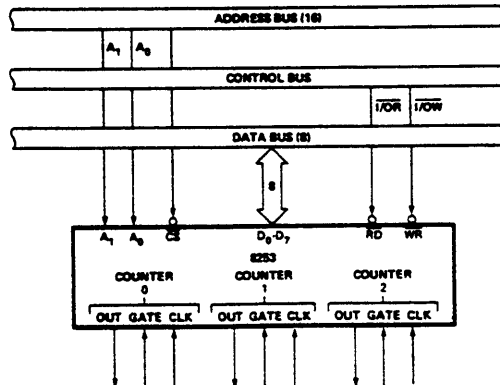 ADDRESS BUS (16)
A1 A0
CONTROL BUS
I/OR I/OW
DATA BUS (8)
8
A1 A0 CS D0-D7 RD WR
8253
COUNTER 0 COUNTER 1 COUNTER 2
OUT GATE CLK OUT GATE CLK OUT GATE CLK